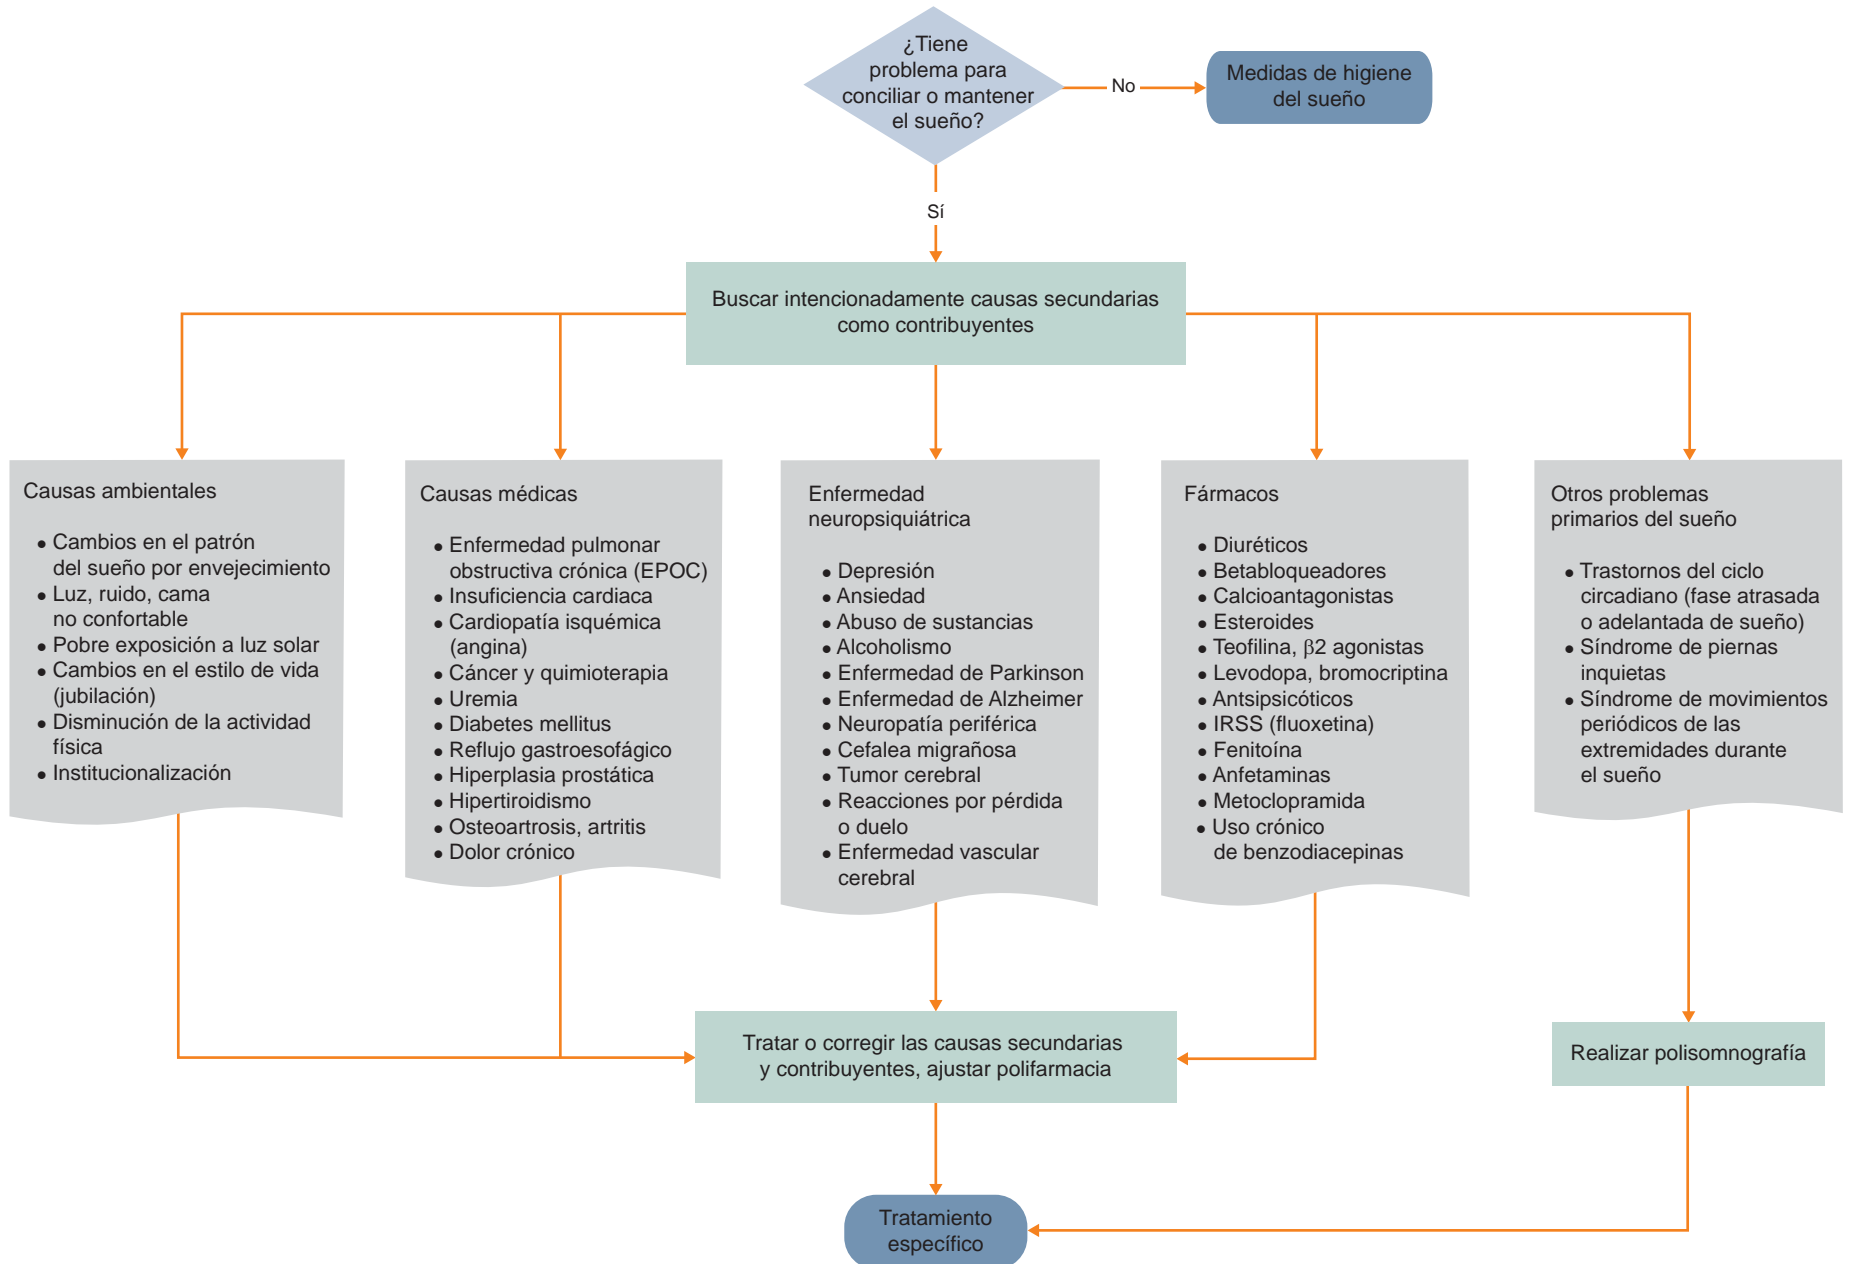 ¿Tiene
problema para
conciliar o mantener
el sueño?
No
Medidas de higiene
del sueño
Sí
Buscar intencionadamente causas secundarias
como contribuyentes
Causas ambientales
• Cambios en el patrón
del sueño por envejecimiento
• Luz, ruido, cama
no confortable
• Pobre exposición a luz solar
• Cambios en el estilo de vida
(jubilación)
• Disminución de la actividad
física
• Institucionalización
Causas médicas
• Enfermedad pulmonar
obstructiva crónica (EPOC)
• Insuficiencia cardiaca
• Cardiopatía isquémica
(angina)
• Cáncer y quimioterapia
• Uremia
• Diabetes mellitus
• Reflujo gastroesofágico
• Hiperplasia prostática
• Hipertiroidismo
• Osteoartrosis, artritis
• Dolor crónico
Enfermedad
neuropsiquiátrica
• Depresión
• Ansiedad
• Abuso de sustancias
• Alcoholismo
• Enfermedad de Parkinson
• Enfermedad de Alzheimer
• Neuropatía periférica
• Cefalea migrañosa
• Tumor cerebral
• Reacciones por pérdida
o duelo
• Enfermedad vascular
cerebral
Fármacos
• Diuréticos
• Betabloqueadores
• Calcioantagonistas
• Esteroides
• Teofilina, β2 agonistas
• Levodopa, bromocriptina
• Antsipsicóticos
• IRSS (fluoxetina)
• Fenitoína
• Anfetaminas
• Metoclopramida
• Uso crónico
de benzodiacepinas
Otros problemas
primarios del sueño
• Trastornos del ciclo
circadiano (fase atrasada
o adelantada de sueño)
• Síndrome de piernas
inquietas
• Síndrome de movimientos
periódicos de las
extremidades durante
el sueño
Tratar o corregir las causas secundarias
y contribuyentes, ajustar polifarmacia
Realizar polisomnografía
Tratamiento
específico